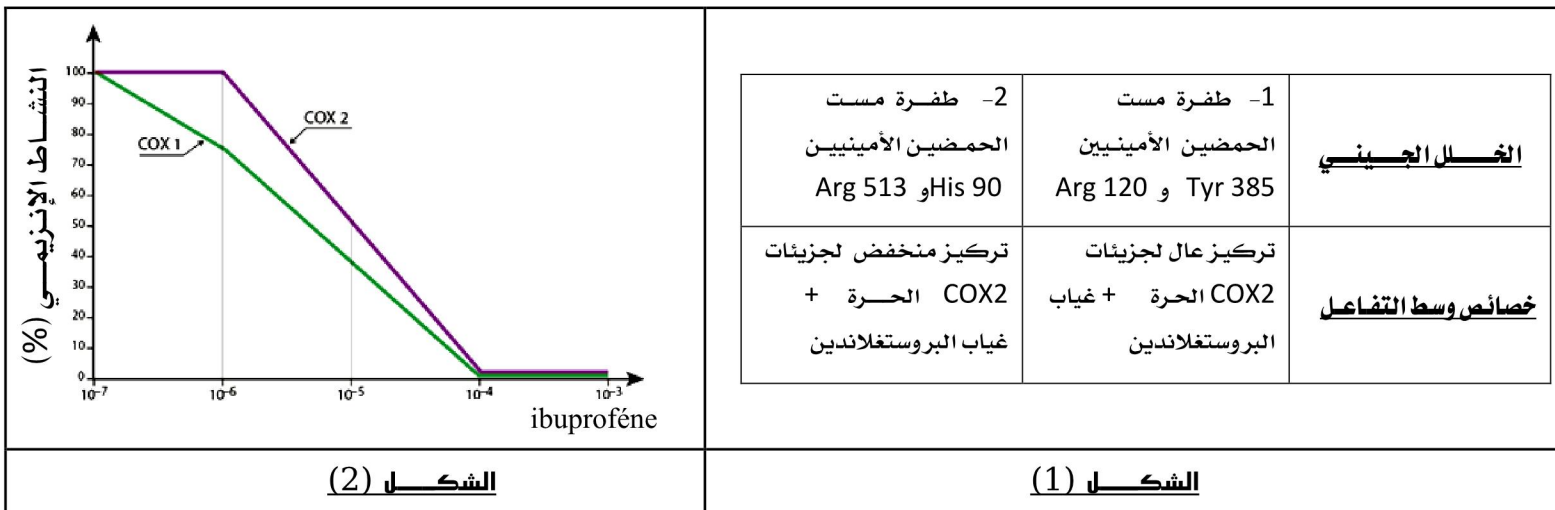 الخلل الجيني
1- طفرة مست
الحمضين الأمينيين
Arg 120 و Tyr 385
2- طفرة مست
الحمضين الأمينيين
His 90 و Arg 513
خصائص وسط التفاعل
تركيز عال لجزيئات
COX2 الحرة + غياب
البروستغلاندين
تركيز منخفض لجزيئات
COX2 الحرة +
غياب البروستغلاندين
الشكل (1)
النشاط الإنزيمي (%)
100
90
80
70
60
50
40
30
20
10
0
COX 2
COX 1
10-7
10-6
10-5
10-4
10-3
ibuproféne
الشكل (2)